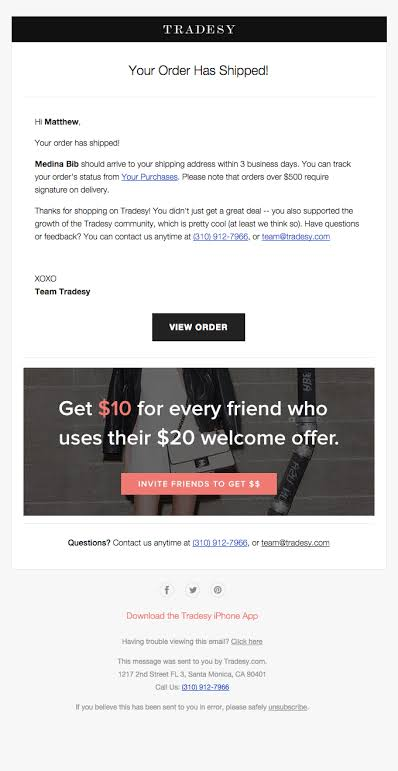 TRADESY
Your Order Has Shipped!
Hi Matthew,
Your order has shipped!
Medina Bib should arrive to your shipping address within 3 business days. You can track
your order's status from Your Purchases. Please note that orders over $500 require
signature on delivery.
Thanks for shopping on Tradesy! You didn't just get a great deal -- you also supported the
growth of the Tradesy community, which is pretty cool (at least we think so). Have questions
or feedback? You can contact us anytime at (310) 912-7966, or team@tradesy.com
XOXO
Team Tradesy
VIEW ORDER
Get $10 for every friend who
uses their $20 welcome offer.
INVITE FRIENDS TO GET $$
Questions? Contact us anytime at (310) 912-7966, or team@tradesy.com
Download the Tradesy iPhone App
Having trouble viewing this email? Click here
This message was sent to you by Tradesy.com.
1217 2nd Street FL 3, Santa Monica, CA 90401
Call Us: (310) 912-7966
If you believe this has been sent to you in error, please safely unsubscribe.